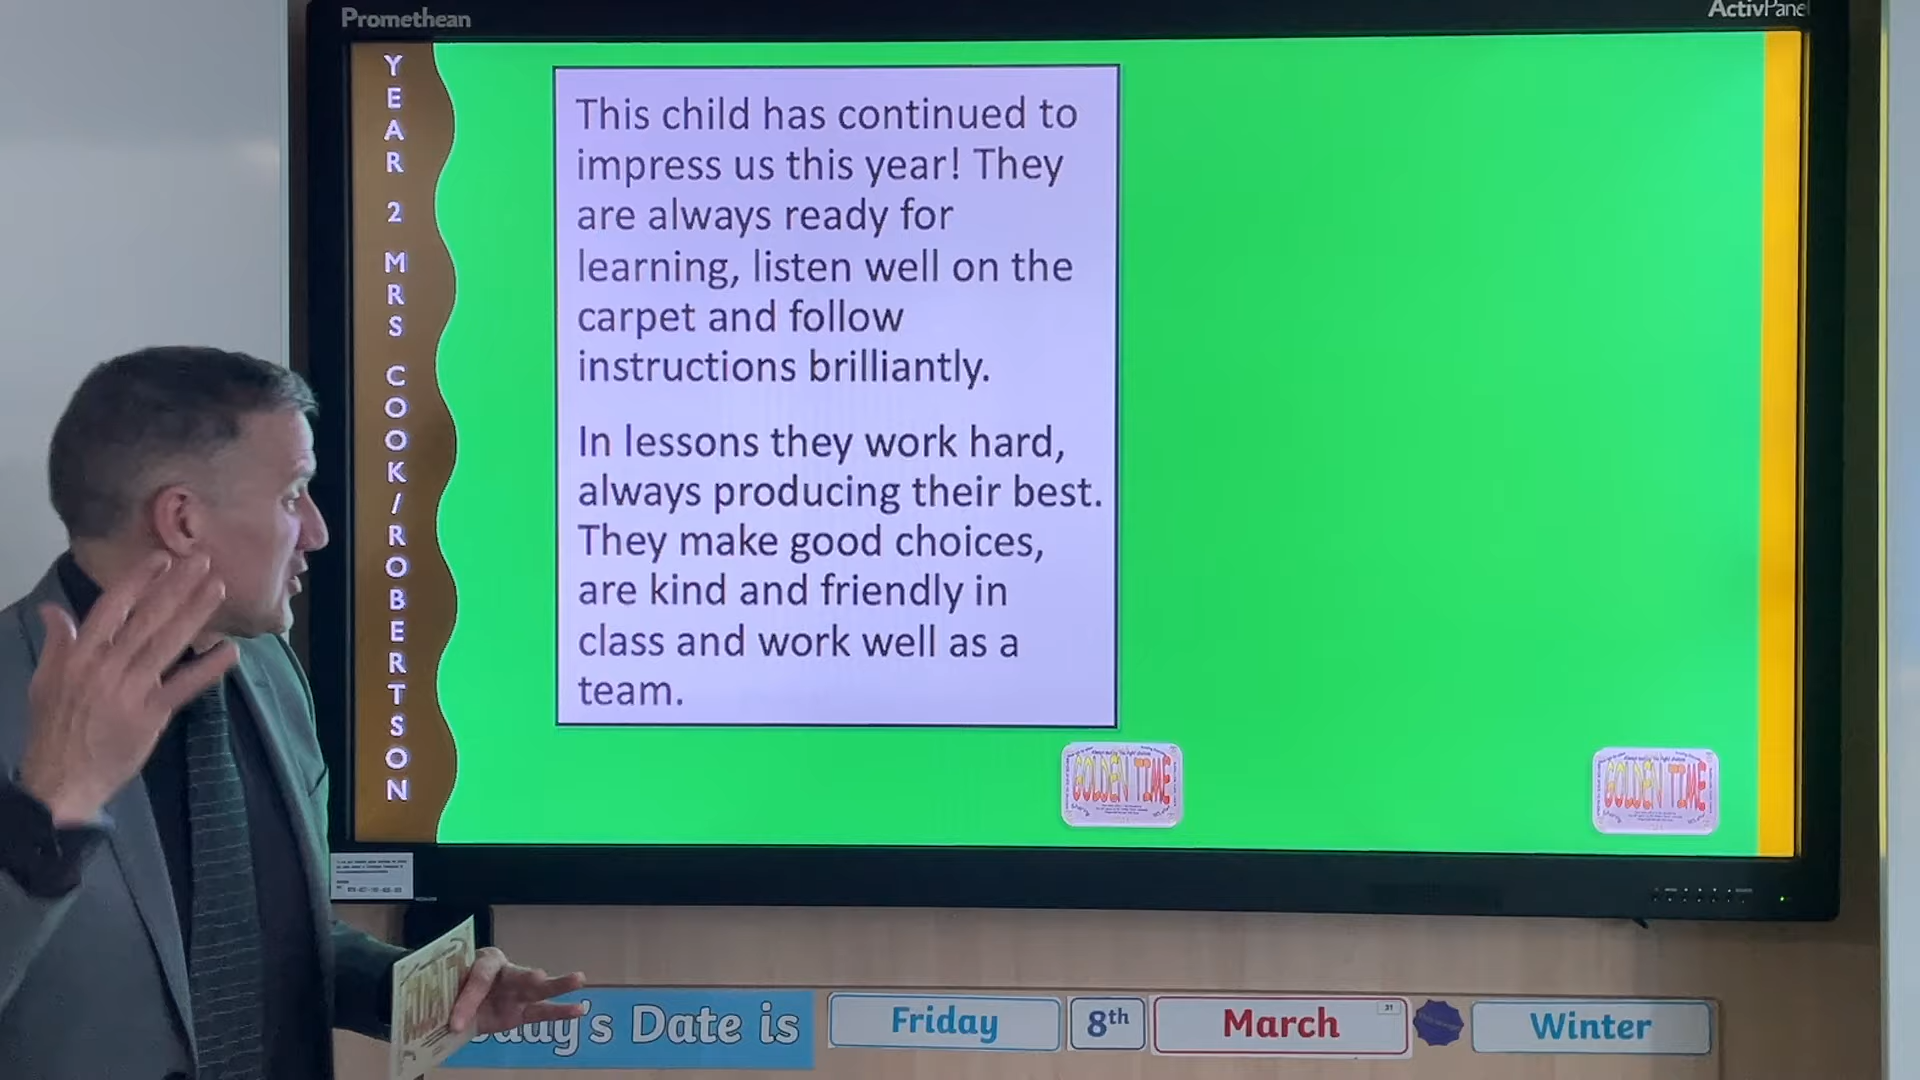 Promethean
ActivPanel
YEAR 2 MRS COOK/ROBERTSON
This child has continued to
impress us this year! They
are always ready for
learning, listen well on the
carpet and follow
instructions brilliantly.
In lessons they work hard,
always producing their best.
They make good choices,
are kind and friendly in
class and work well as a
team.
GOLDEN TIME
GOLDEN TIME
Date is
Friday
8th
March
31
Winter